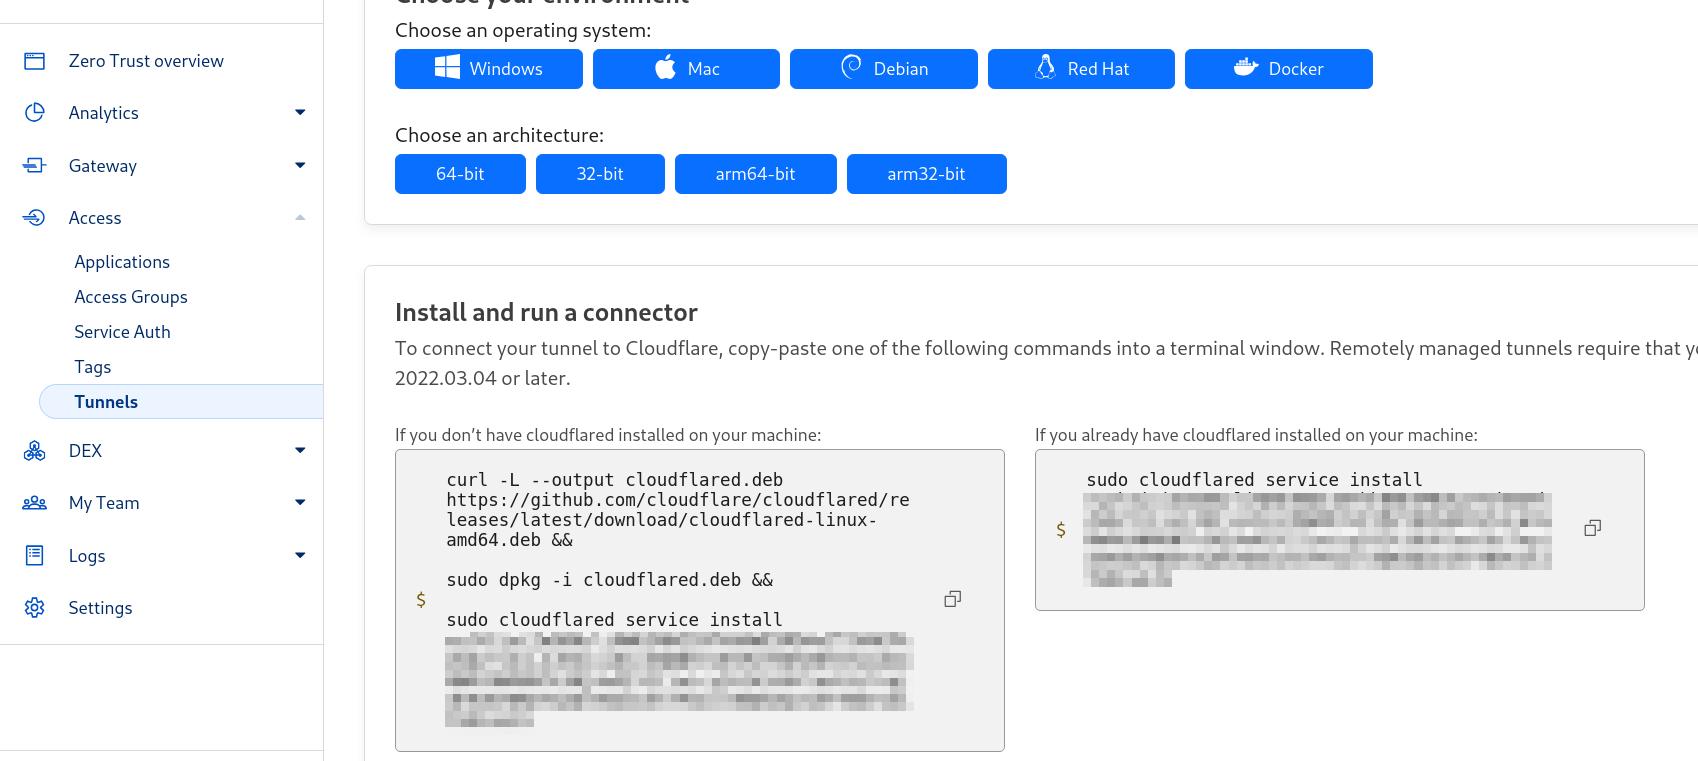 Choose your environment
Choose an operating system:
Windows
Mac
Debian
Red Hat
Docker
Choose an architecture:
64-bit
32-bit
arm64-bit
arm32-bit
Zero Trust overview
Analytics
Gateway
Access
Applications
Access Groups
Service Auth
Tags
Tunnels
DEX
My Team
Logs
Settings
Install and run a connector
To connect your tunnel to Cloudflare, copy-paste one of the following commands into a terminal window. Remotely managed tunnels require that
2022.03.04 or later.
If you don’t have cloudflared installed on your machine:
$
curl -L --output cloudflared.deb
https://github.com/cloudflare/cloudflared/re
leases/latest/download/cloudflared-linux-
amd64.deb &&
sudo dpkg -i cloudflared.deb &&
sudo cloudflared service install
If you already have cloudflared installed on your machine:
$
sudo cloudflared service install